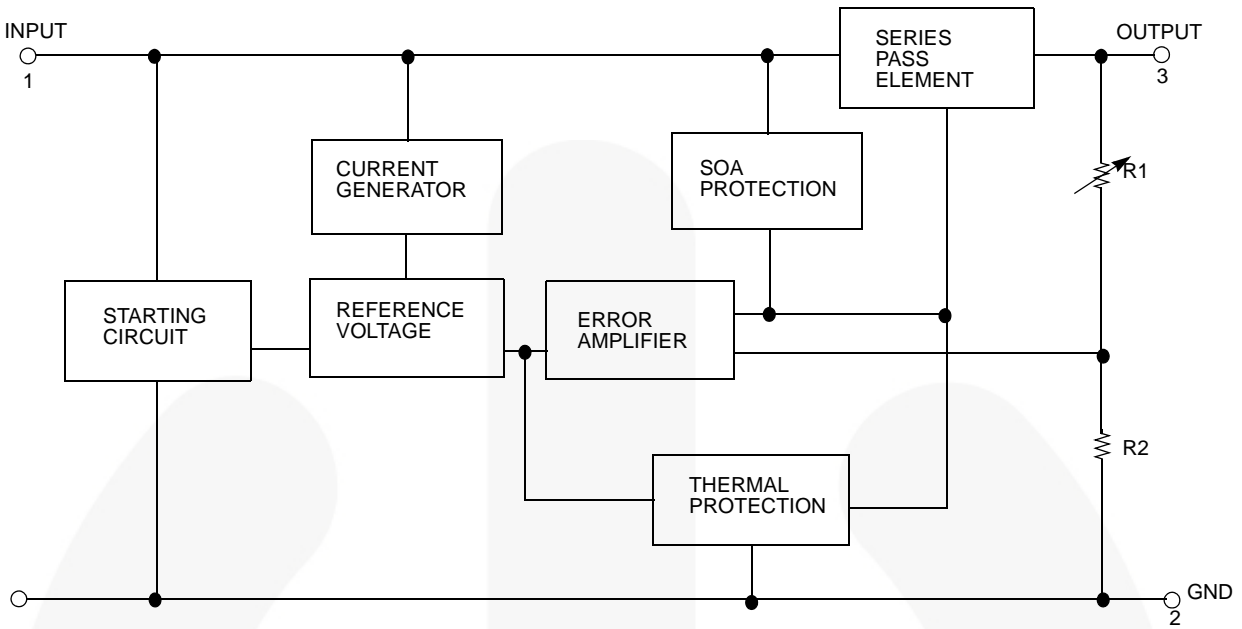 INPUT
1
SERIES
PASS
ELEMENT
OUTPUT
3
CURRENT
GENERATOR
SOA
PROTECTION
R1
STARTING
CIRCUIT
REFERENCE
VOLTAGE
ERROR
AMPLIFIER
R2
THERMAL
PROTECTION
GND
2